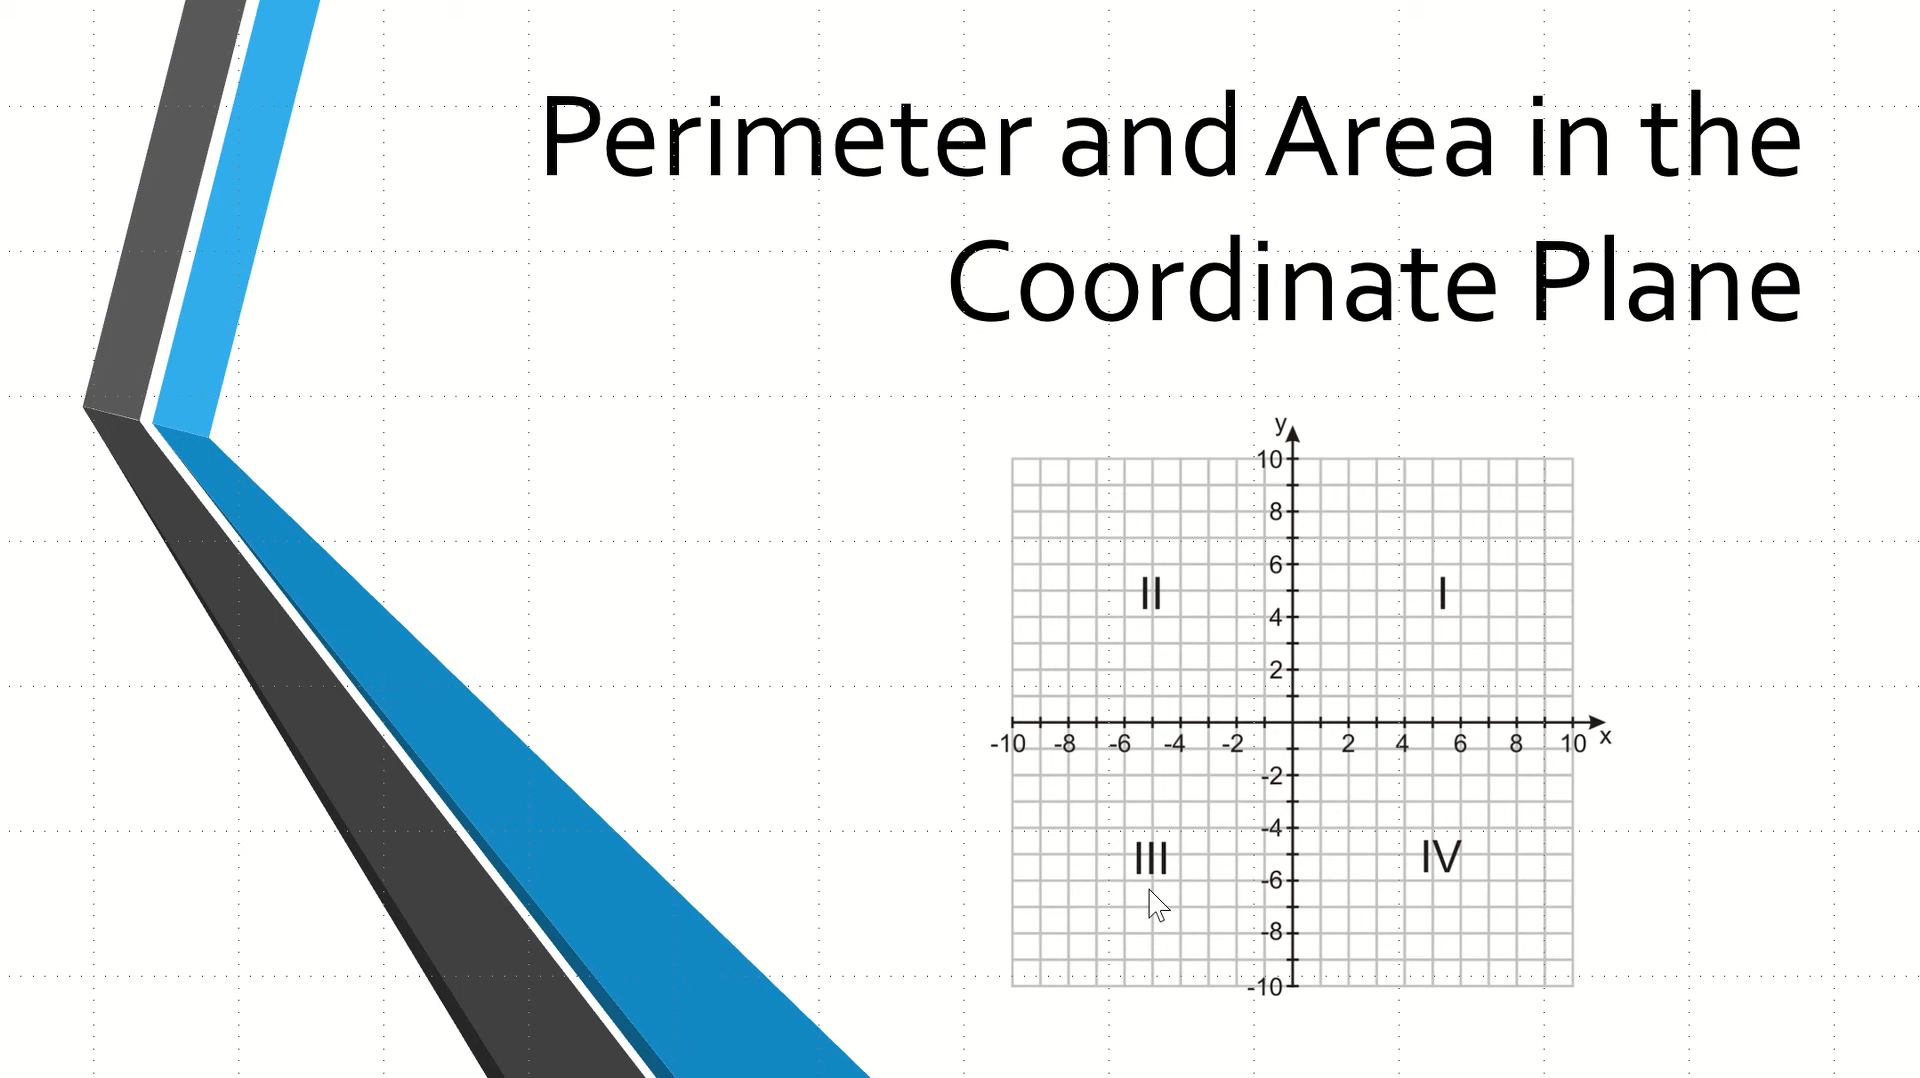 Perimeter and Area in the
Coordinate Plane
y
10
8
II
I
6
4
2
-10 -8 -6 -4 -2 2 4 6 8 10 x
-2
-4
III
IV
-6
-8
-10